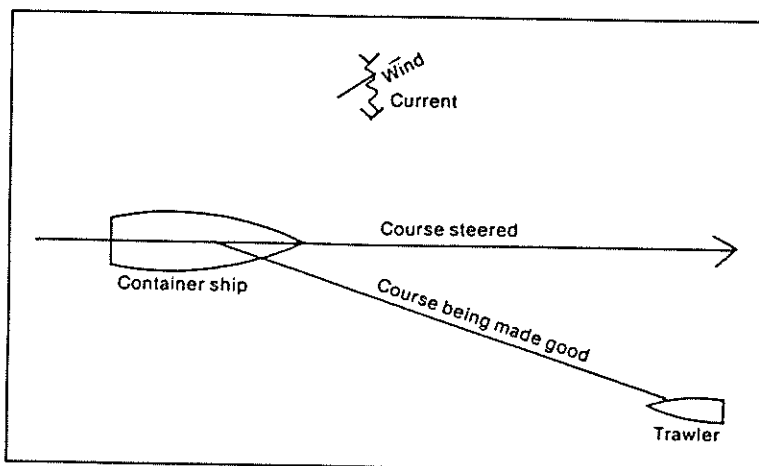 Wind
Current
Course steered
Container ship
Course being made good
Trawler